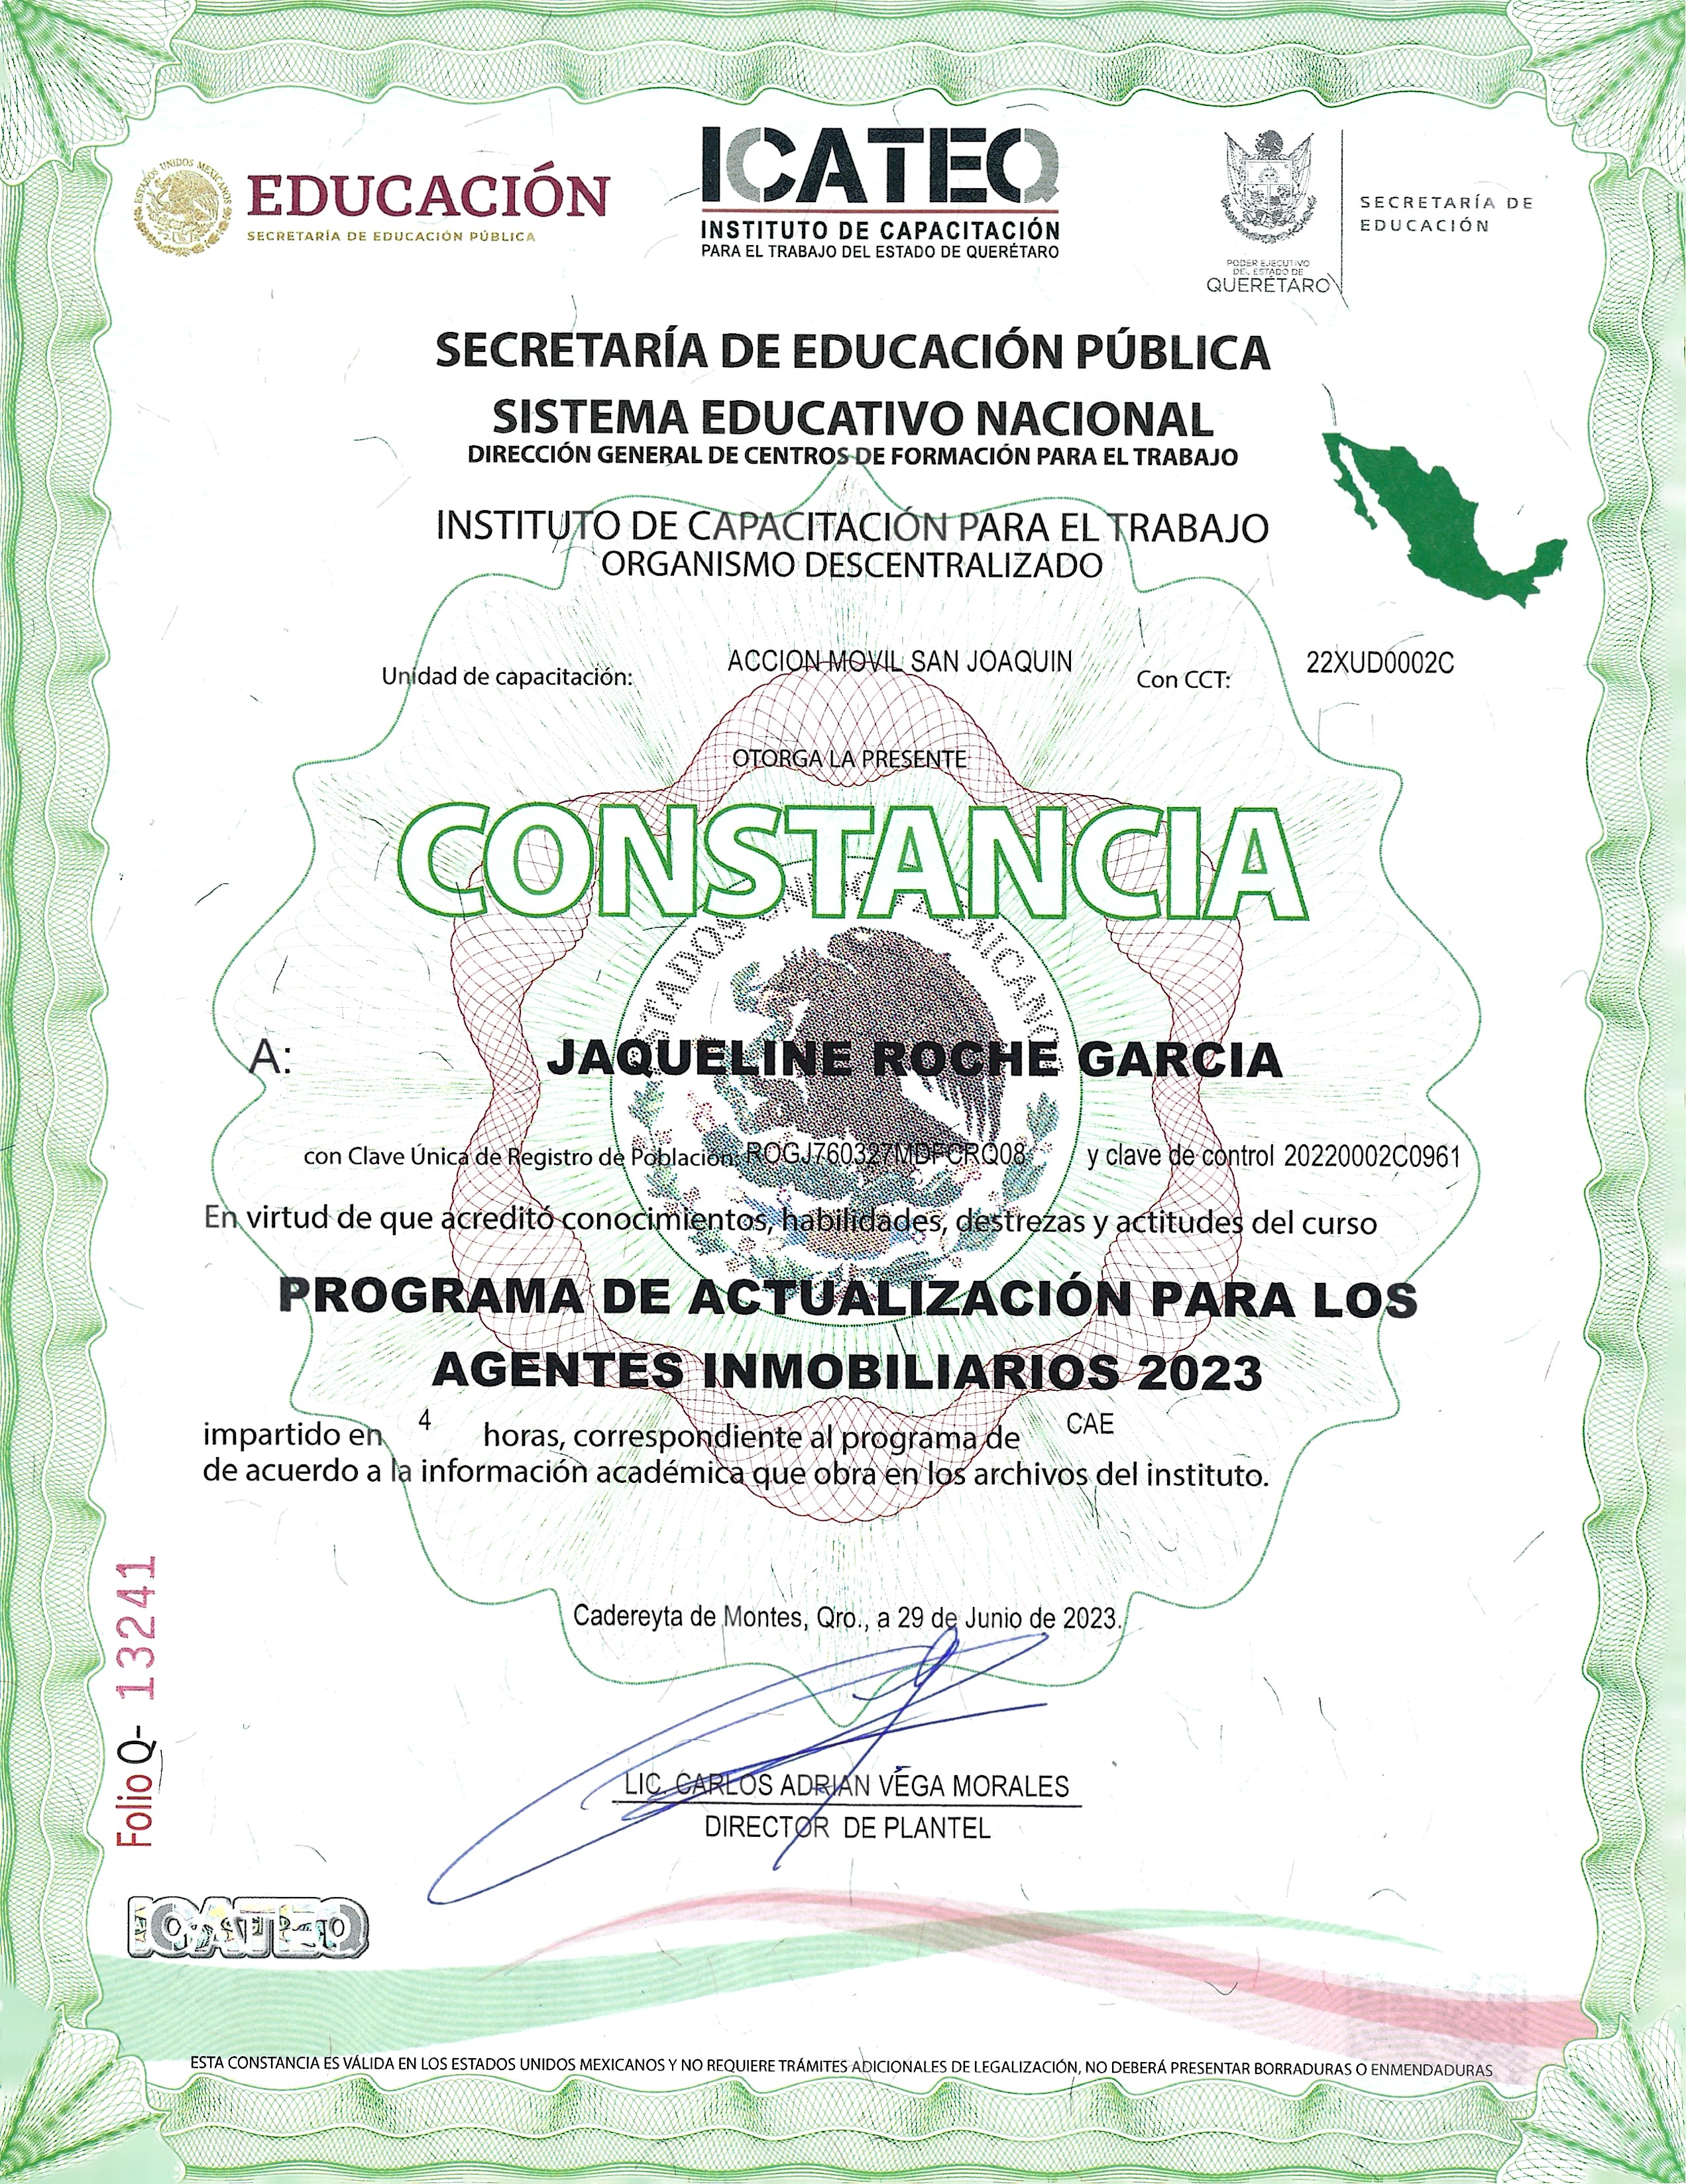 ESTADOS UNIDOS MEXICANOS
EDUCACIÓN
SECRETARÍA DE EDUCACIÓN PÚBLICA
ICATEQ
INSTITUTO DE CAPACITACIÓN
PARA EL TRABAJO DEL ESTADO DE QUERÉTARO
PODER EJECUTIVO
DEL ESTADO DE
QUERÉTARO
SECRETARÍA DE
EDUCACIÓN
SECRETARÍA DE EDUCACIÓN PÚBLICA
SISTEMA EDUCATIVO NACIONAL
DIRECCIÓN GENERAL DE CENTROS DE FORMACIÓN PARA EL TRABAJO
INSTITUTO DE CAPACITACIÓN PARA EL TRABAJO
ORGANISMO DESCENTRALIZADO
Unidad de capacitación: ACCION MOVIL SAN JOAQUIN Con CCT: 22XUD0002C
OTORGA LA PRESENTE
CONSTANCIA
A: JAQUELINE ROCHE GARCIA
con Clave Única de Registro de Población: ROGJ760327MDFCRQ08 y clave de control 20220002C0961
En virtud de que acreditó conocimientos, habilidades, destrezas y actitudes del curso
PROGRAMA DE ACTUALIZACIÓN PARA LOS
AGENTES INMOBILIARIOS 2023
impartido en 4 horas, correspondiente al programa de CAE
de acuerdo a la información académica que obra en los archivos del instituto.
Cadereyta de Montes, Qro., a 29 de Junio de 2023.
LIC. CARLOS ADRIAN VEGA MORALES
DIRECTOR DE PLANTEL
Folio Q- 13241
ICATEQ
ESTA CONSTANCIA ES VÁLIDA EN LOS ESTADOS UNIDOS MEXICANOS Y NO REQUIERE TRÁMITES ADICIONALES DE LEGALIZACIÓN, NO DEBERÁ PRESENTAR BORRADURAS O ENMENDADURAS